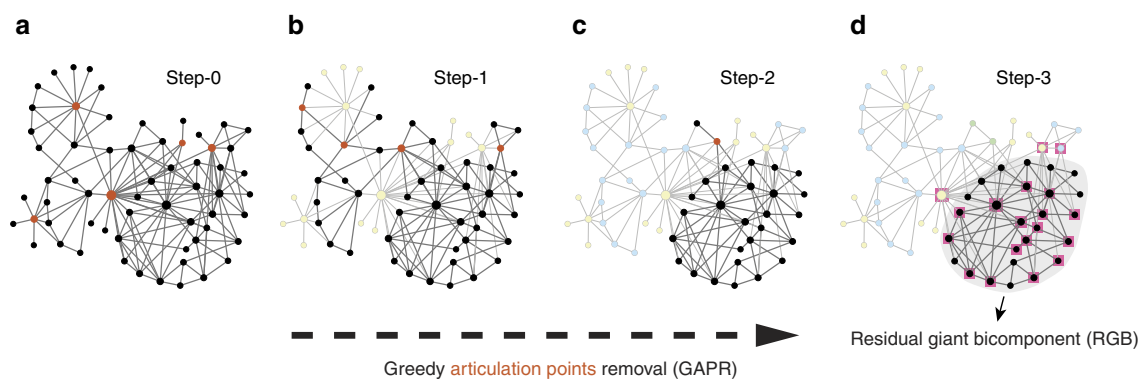 a b c d
Step-0 Step-1 Step-2 Step-3
Residual giant bicomponent (RGB)
Greedy articulation points removal (GAPR)